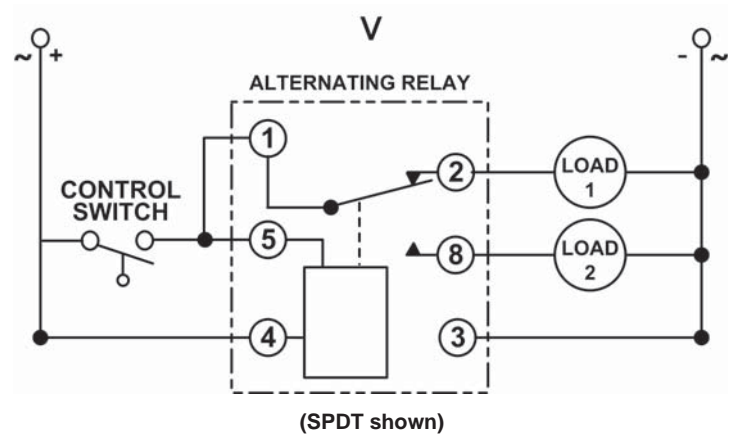 V
~ +
- ~
ALTERNATING RELAY
1
2
LOAD
1
CONTROL
SWITCH
5
8
LOAD
2
4
3
(SPDT shown)